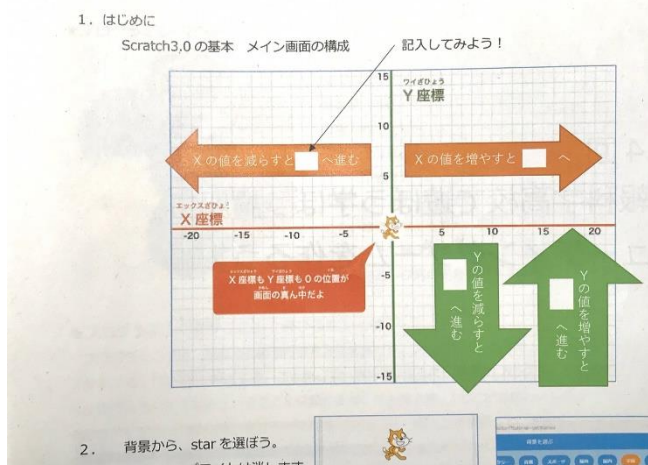 1. はじめに
Scratch3,0 の基本　メイン画面の構成
記入してみよう！
15
ワイざひょう
Y 座標
10
X の値を減らすと
へ進む
X の値を増やすと
へ
5
エックスざひょう
X 座標
-20
-15
-10
-5
5
10
15
20
X 座標も Y 座標も 0 の位置が
画面の真ん中だよ
-5
Yの値を減らすと
へ進む
Yの値を増やすと
へ進む
-10
-15
2. 背景から、star を選ぼう。
背景を選ぶ